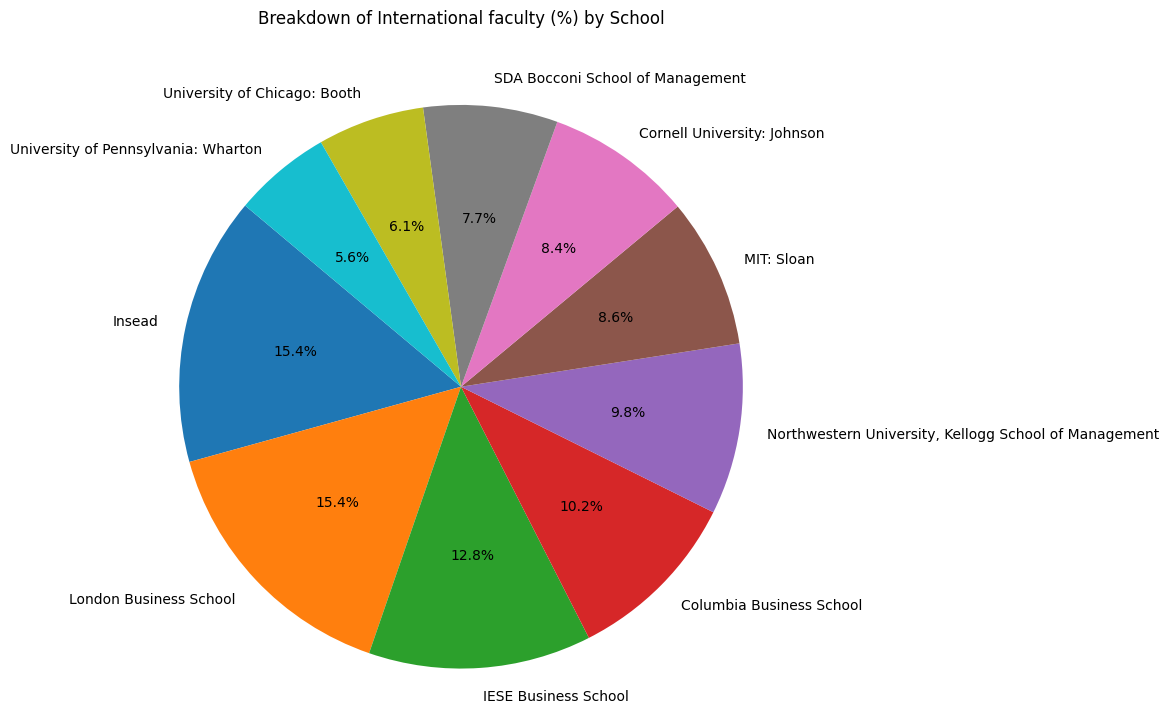 Breakdown of International faculty (%) by School
SDA Bocconi School of Management
University of Chicago: Booth
Cornell University: Johnson
University of Pennsylvania: Wharton
7.7%
6.1%
8.4%
5.6%
MIT: Sloan
Insead
8.6%
15.4%
9.8%
Northwestern University, Kellogg School of Management
15.4%
10.2%
12.8%
London Business School
Columbia Business School
IESE Business School